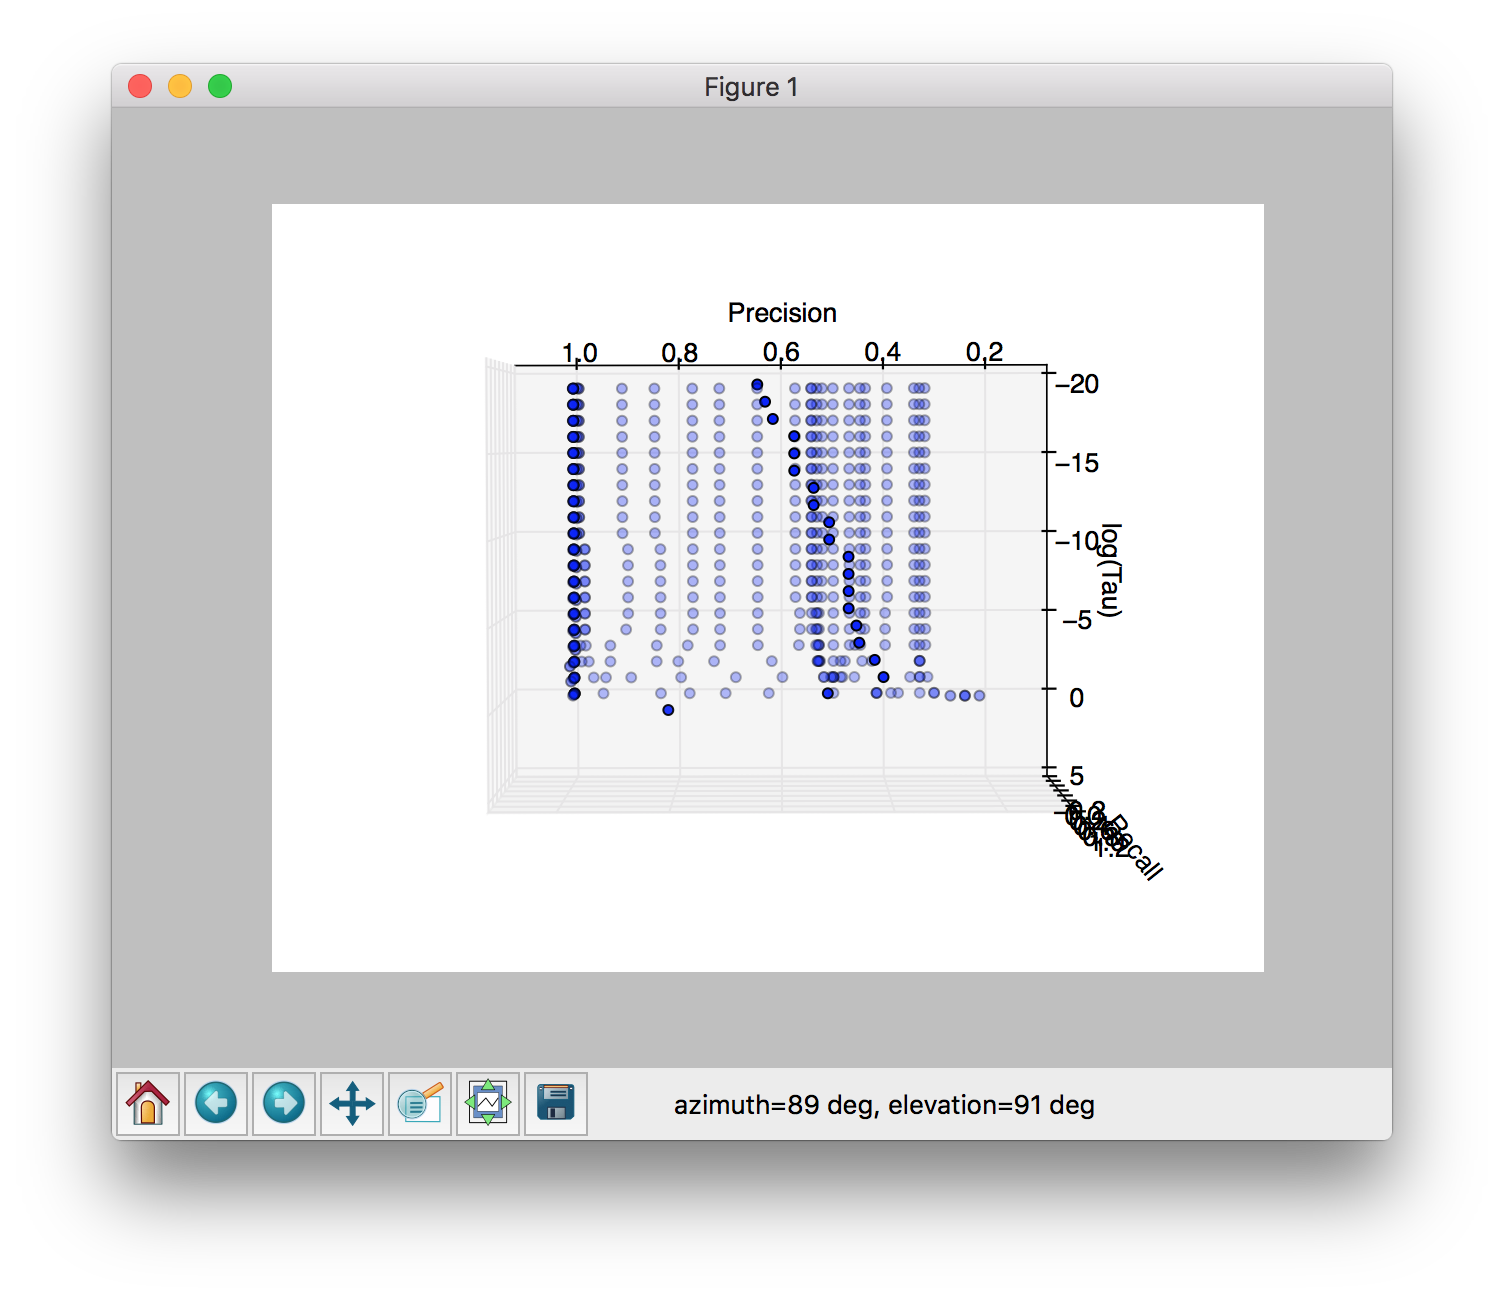 Figure 1
Precision
1.0 0.8 0.6 0.4 0.2
−20
−15
−10
log(Tau)
−5
0
5
Recall
azimuth=89 deg, elevation=91 deg